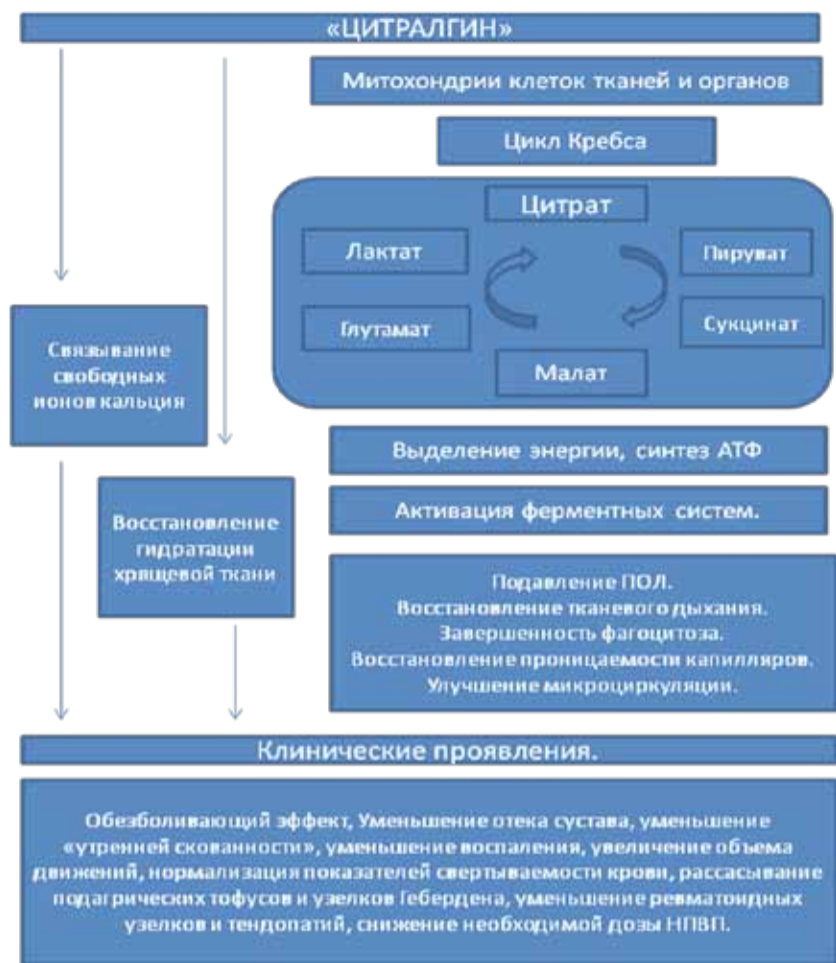 «ЦИТРАЛГИН»
Митохондрии клеток тканей и органов
Цикл Кребса
Цитрат
Лактат
Пируват
Глутамат
Сукцинат
Малат
Связывание
свободных
ионов кальция
Выделение энергии, синтез АТФ
Активация ферментных систем.
Восстановление
гидратации
хрящевой ткани
Подавление ПОЛ.
Восстановление тканевого дыхания.
Завершенность фагоцитоза.
Восстановление проницаемости капилляров.
Улучшение микроциркуляции.
Клинические проявления.
Обезболивающий эффект, Уменьшение отека сустава, уменьшение
«утренней скованности», уменьшение воспаления, увеличение объема
движений, нормализация показателей свертываемости крови, рассасывание
подагрических тофусов и узелков Гебердена, уменьшение ревматоидных
узелков и тендопатий, снижение необходимой дозы НПВП.